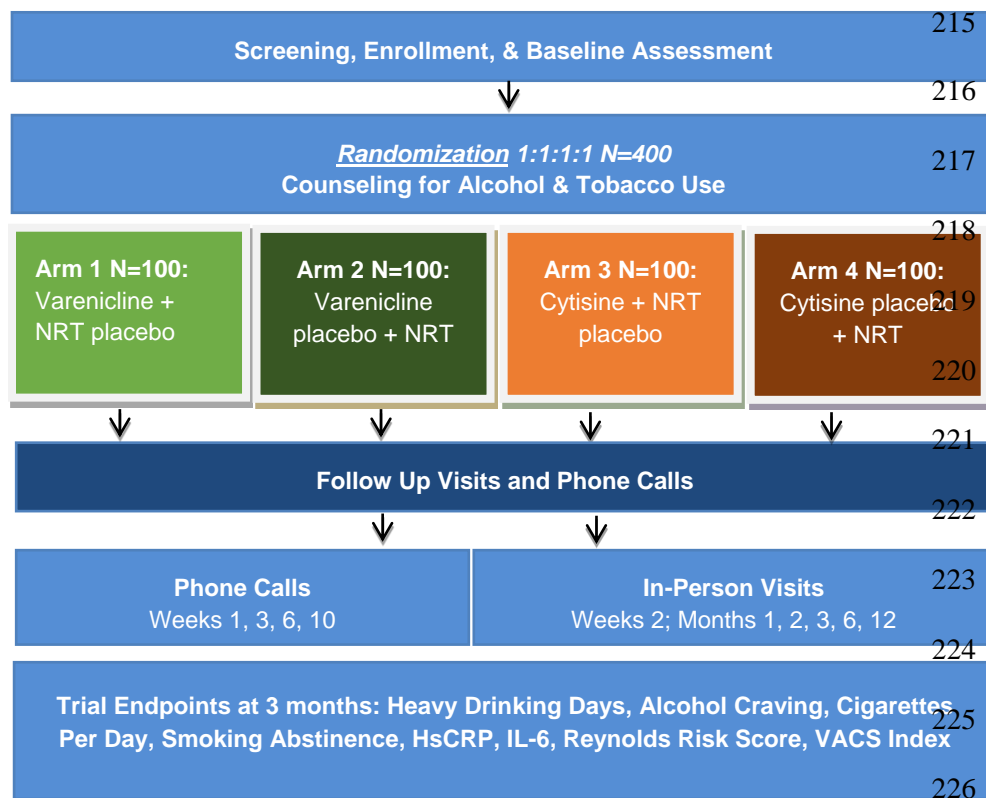 215
Screening, Enrollment, & Baseline Assessment
216
Randomization 1:1:1:1 N=400
217
Counseling for Alcohol & Tobacco Use
218
Arm 1 N=100:
Varenicline +
NRT placebo
Arm 2 N=100:
Varenicline
placebo + NRT
Arm 3 N=100:
Cytisine + NRT
placebo
Arm 4 N=100:
Cytisine placebo
+ NRT
219
220
221
Follow Up Visits and Phone Calls
222
Phone Calls
Weeks 1, 3, 6, 10
In-Person Visits
Weeks 2; Months 1, 2, 3, 6, 12
223
224
Trial Endpoints at 3 months: Heavy Drinking Days, Alcohol Craving, Cigarettes
225
Per Day, Smoking Abstinence, HsCRP, IL-6, Reynolds Risk Score, VACS Index
226